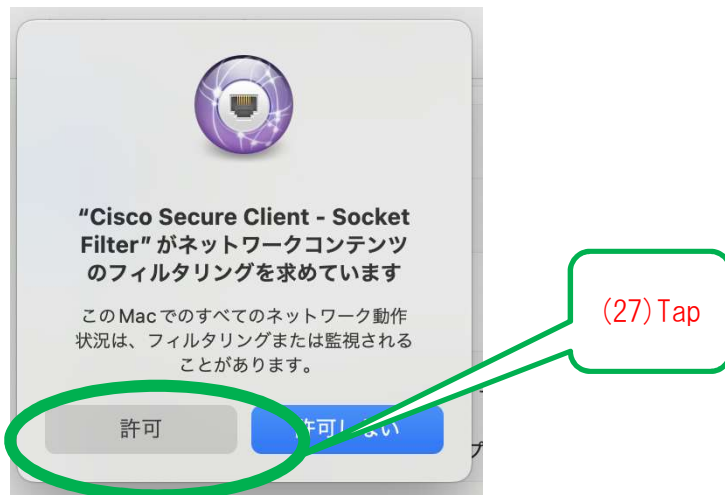 “Cisco Secure Client - Socket
Filter” がネットワークコンテンツ
のフィルタリングを求めています
このMacでのすべてのネットワーク動作
状況は、フィルタリングまたは監視される
ことがあります。
許可
許可しない
(27)Tap
プ